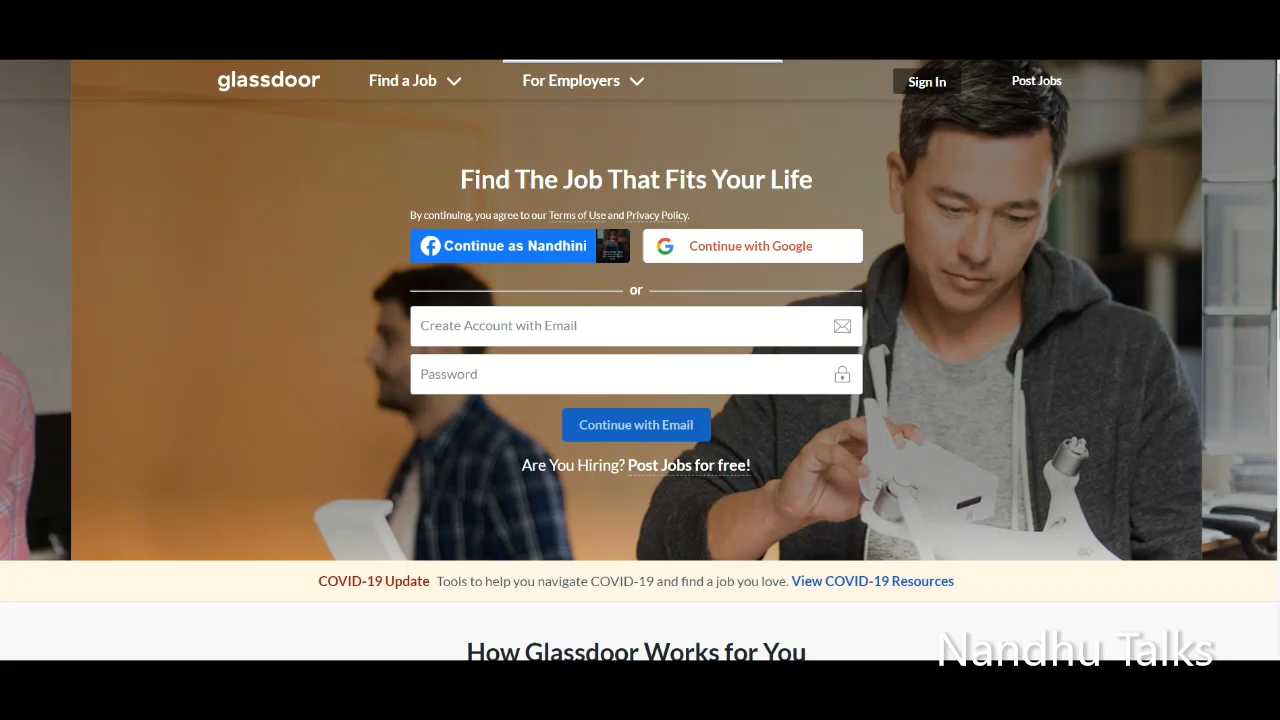 glassdoor Find a Job For Employers Sign In Post Jobs
Find The Job That Fits Your Life
By continuing, you agree to our Terms of Use and Privacy Policy.
Continue as Nandhini Continue with Google
or
Create Account with Email
Password
Continue with Email
Are You Hiring? Post Jobs for free!
COVID-19 Update Tools to help you navigate COVID-19 and find a job you love. View COVID-19 Resources
How Glassdoor Works for You
Nandhu Talks